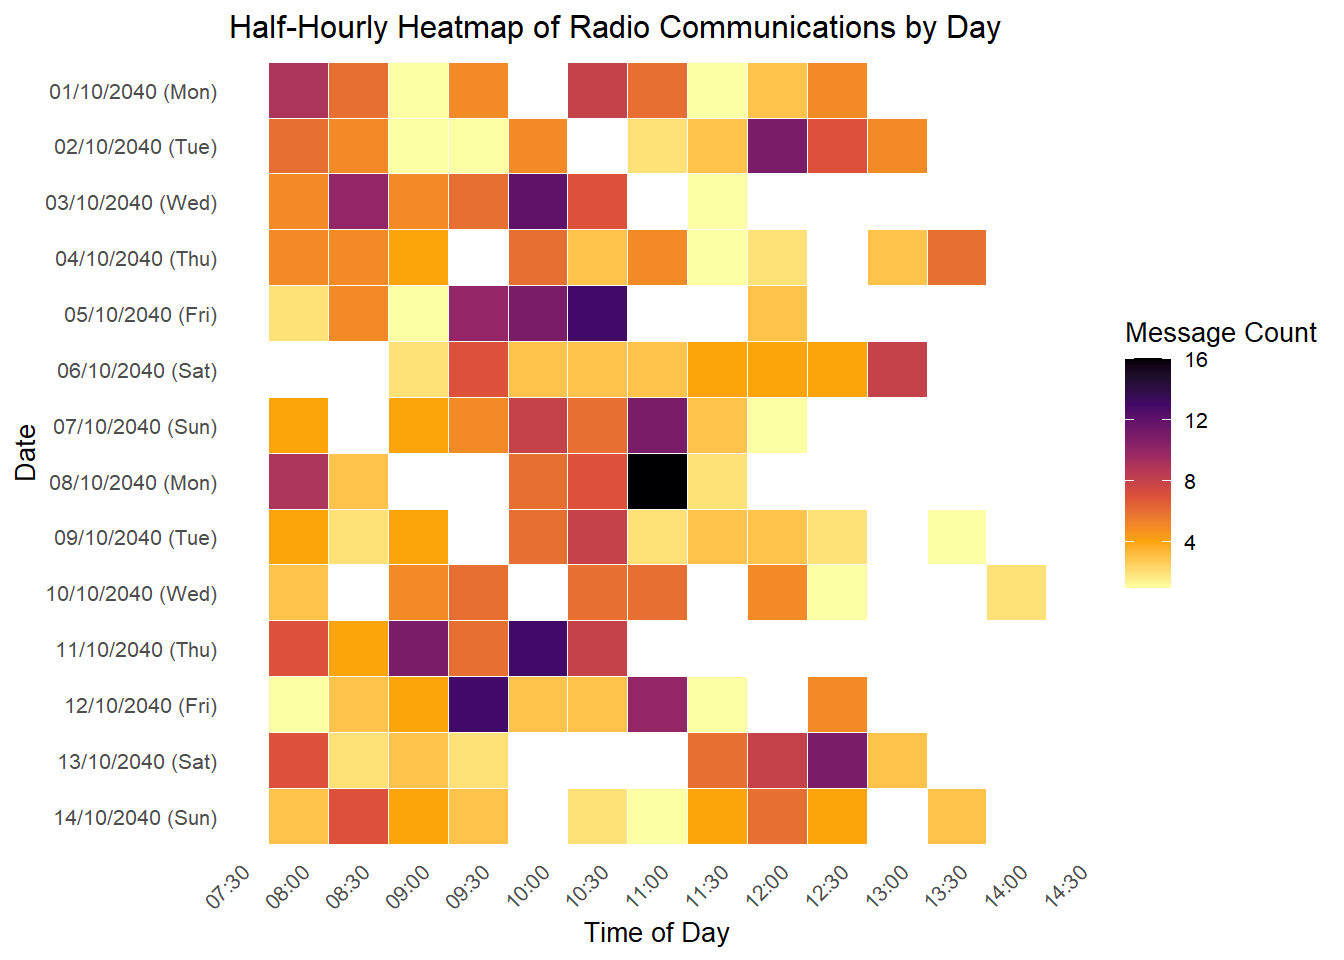 Half-Hourly Heatmap of Radio Communications by Day
01/10/2040 (Mon)
02/10/2040 (Tue)
03/10/2040 (Wed)
04/10/2040 (Thu)
05/10/2040 (Fri)
06/10/2040 (Sat)
07/10/2040 (Sun)
08/10/2040 (Mon)
09/10/2040 (Tue)
10/10/2040 (Wed)
11/10/2040 (Thu)
12/10/2040 (Fri)
13/10/2040 (Sat)
14/10/2040 (Sun)
Date
07:30
08:00
08:30
09:00
09:30
10:00
10:30
11:00
11:30
12:00
12:30
13:00
13:30
14:00
14:30
Time of Day
Message Count
16
12
8
4